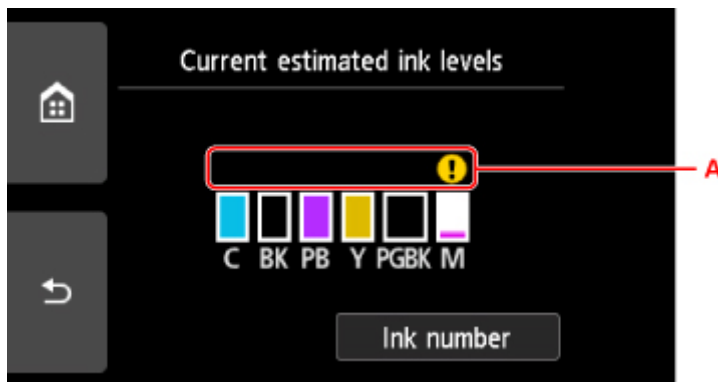 Current estimated ink levels
A
C BK PB Y PGBK M
Ink number